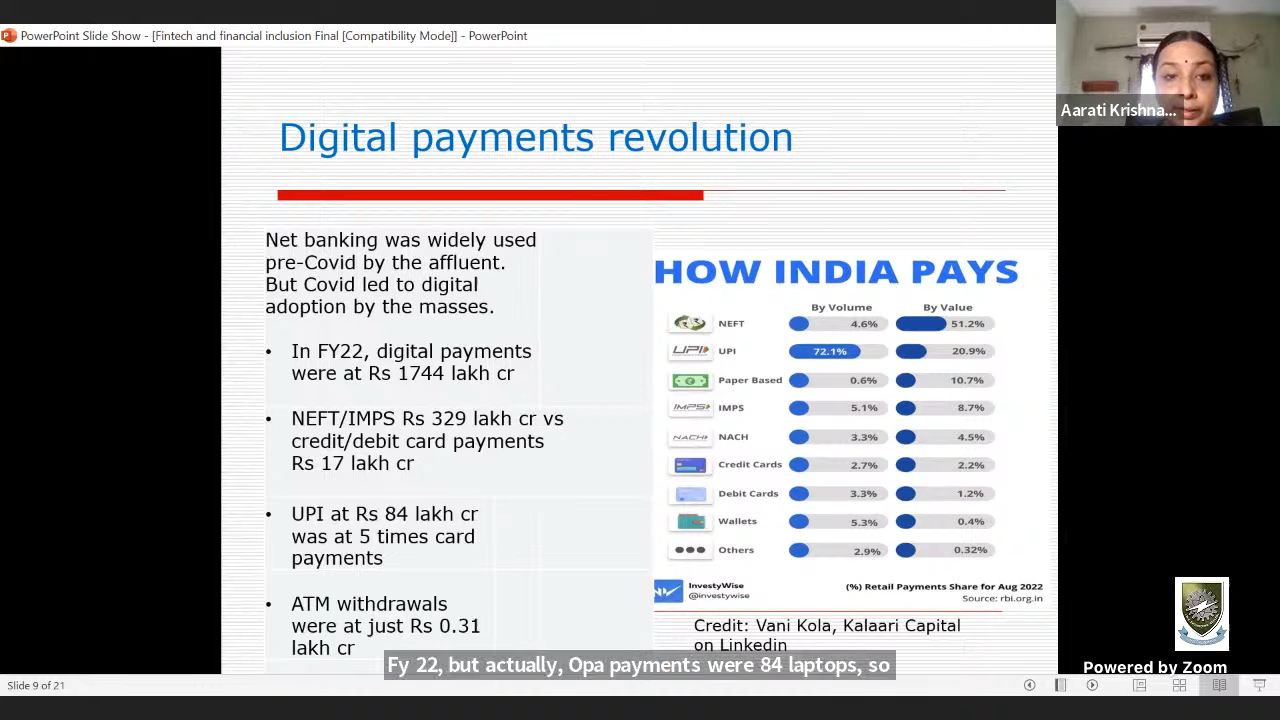 PowerPoint Slide Show - [Fintech and financial inclusion Final [Compatibility Mode]] - PowerPoint
Aarati Krishna...
Digital payments revolution
Net banking was widely used
pre-Covid by the affluent.
But Covid led to digital
adoption by the masses.
• In FY22, digital payments
were at Rs 1744 lakh cr
• NEFT/IMPS Rs 329 lakh cr vs
credit/debit card payments
Rs 17 lakh cr
• UPI at Rs 84 lakh cr
was at 5 times card
payments
• ATM withdrawals
were at just Rs 0.31
lakh cr
HOW INDIA PAYS
By Volume By Value
NEFT 4.6% 51.2%
UPI UPI 72.1% 20.9%
Paper Based 0.6% 10.7%
IMPS IMPS 5.1% 8.7%
NACH NACH 3.3% 4.5%
Credit Cards 2.7% 2.2%
Debit Cards 3.3% 1.2%
Wallets 5.3% 0.4%
Others 2.9% 0.32%
InvestyWise
@investywise
(%) Retail Payments Share for Aug 2022
Source: rbi.org.in
Credit: Vani Kola, Kalaari Capital
on Linkedin
Fy 22, but actually, Opa payments were 84 laptops, so
Powered by Zoom
Slide 9 of 21